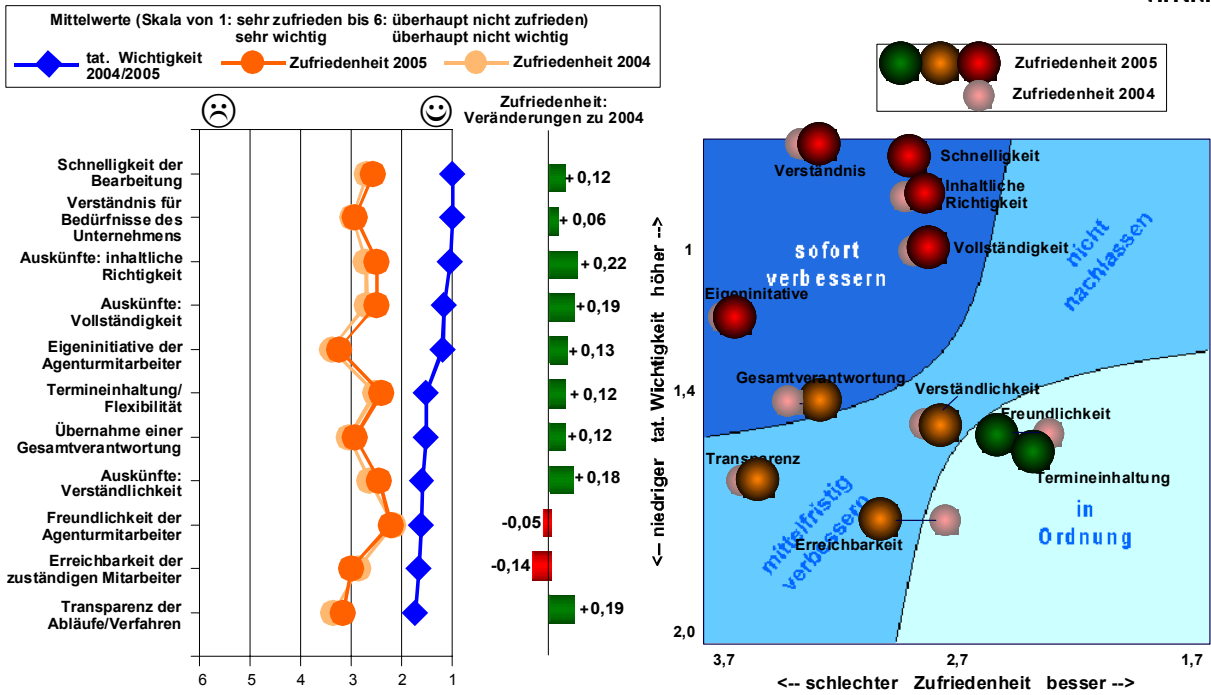 Mittelwerte (Skala von 1: sehr zufrieden bis 6: überhaupt nicht zufrieden)
sehr wichtig überhaupt nicht wichtig
tat. Wichtigkeit
2004/2005
Zufriedenheit 2005
Zufriedenheit 2004
Zufriedenheit:
Veränderungen zu 2004
Schnelligkeit der
Bearbeitung
+ 0,12
Verständnis für
Bedürfnisse des
Unternehmens
+ 0,06
Auskünfte: inhaltliche
Richtigkeit
+ 0,22
Auskünfte:
Vollständigkeit
+ 0,19
Eigeninitiative der
Agenturmitarbeiter
+ 0,13
Termineinhaltung/
Flexibilität
+ 0,12
Übernahme einer
Gesamtverantwortung
+ 0,12
Auskünfte:
Verständlichkeit
+ 0,18
Freundlichkeit der
Agenturmitarbeiter
-0,05
Erreichbarkeit der
zuständigen Mitarbeiter
-0,14
Transparenz der
Abläufe/Verfahren
+0,19
6 5 4 3 2 1
Zufriedenheit 2005
Zufriedenheit 2004
Verständnis
Schnelligkeit
Inhaltliche
Richtigkeit
Vollständigkeit
sofort
verbessern
nicht
nachlassen
Eigeninitative
Gesamtverantwortung
Verständlichkeit
Freundlichkeit
Termineinhaltung
Transparenz
Erreichbarkeit
mittelfristig
verbessern
in
Ordnung
<-- niedriger tat. Wichtigkeit höher -->
1
1,4
2,0
3,7 2,7 1,7
<-- schlechter Zufriedenheit besser -->